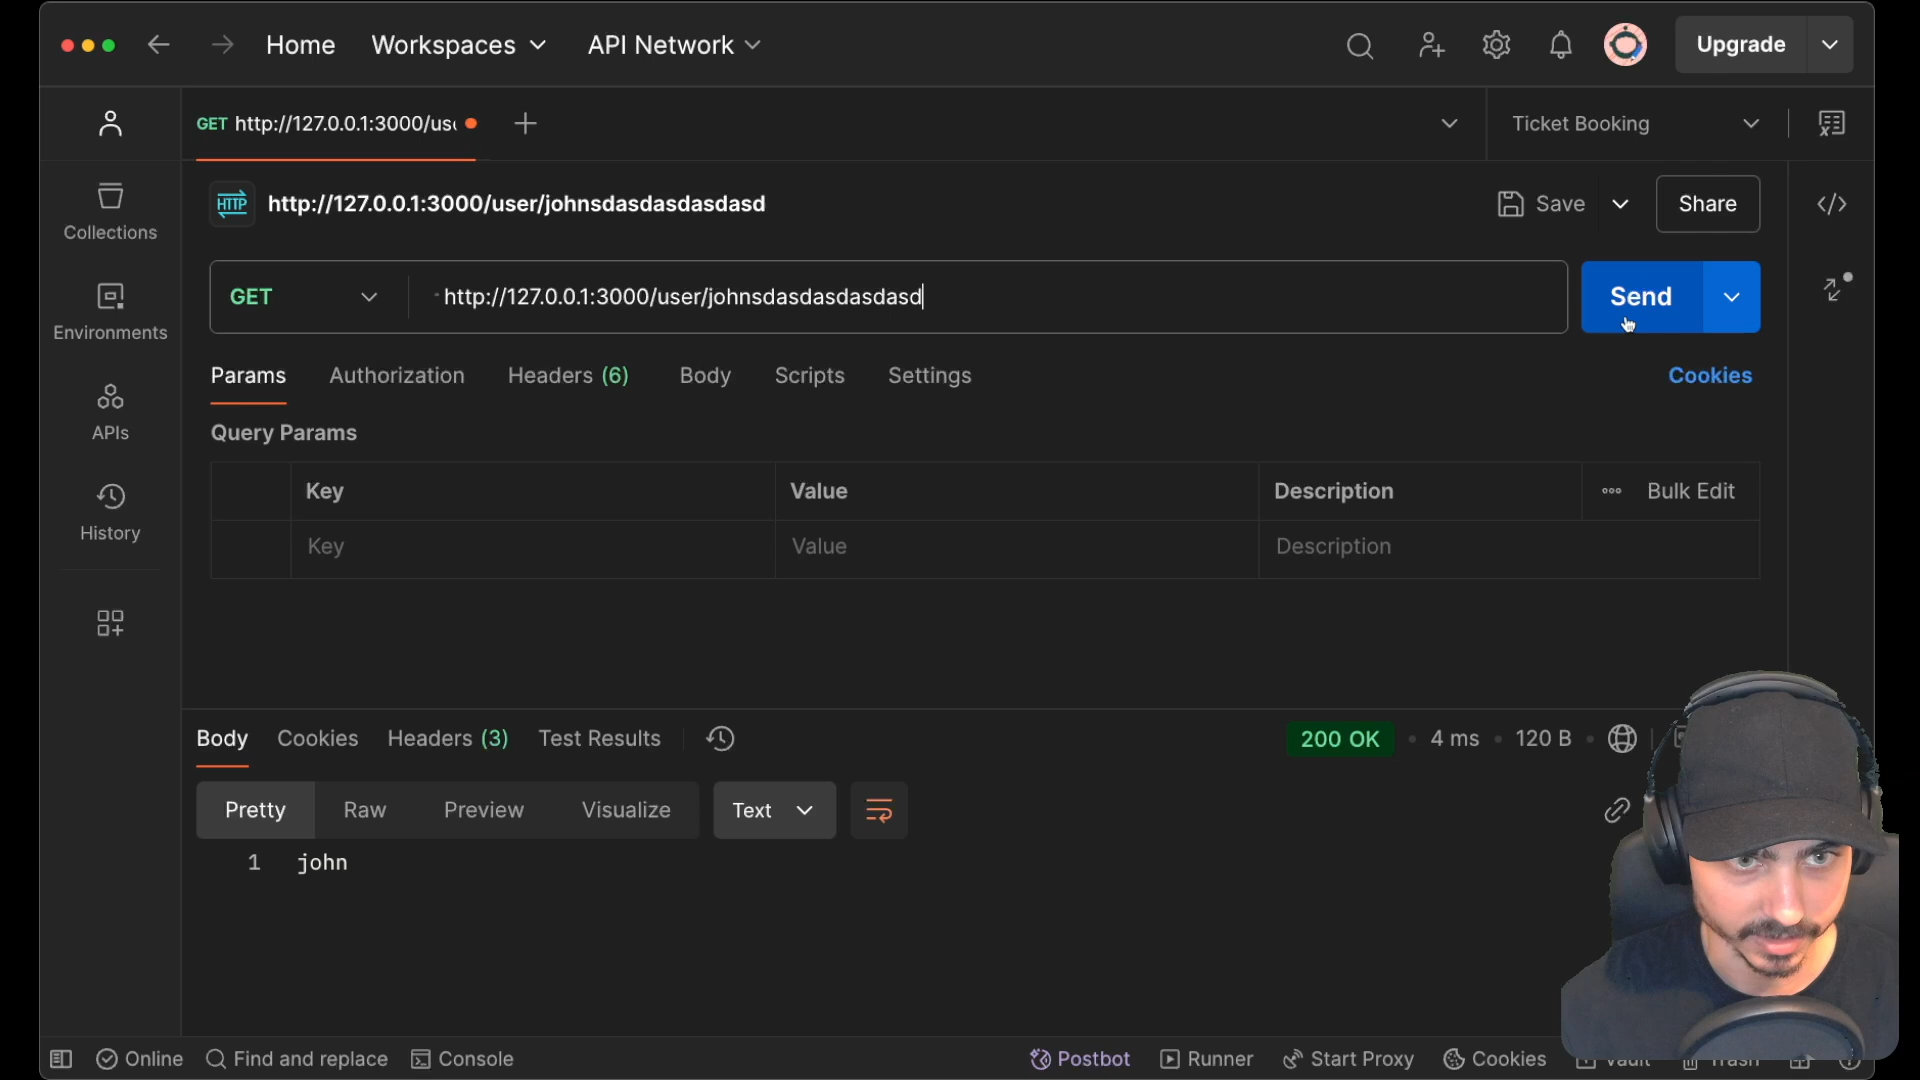 Home
Workspaces
API Network
Upgrade
GET http://127.0.0.1:3000/us
Ticket Booking
HTTP
http://127.0.0.1:3000/user/johnsdasdasdasdasd
Save
Share
Collections
GET
http://127.0.0.1:3000/user/johnsdasdasdasdasd
Send
Environments
Params
Authorization
Headers (6)
Body
Scripts
Settings
Cookies
APIs
Query Params
Key
Value
Description
Bulk Edit
Key
Value
Description
History
Body
Cookies
Headers (3)
Test Results
200 OK
4 ms
120 B
Pretty
Raw
Preview
Visualize
Text
1 john
Online
Find and replace
Console
Postbot
Runner
Start Proxy
Cookies
Vault
Trash